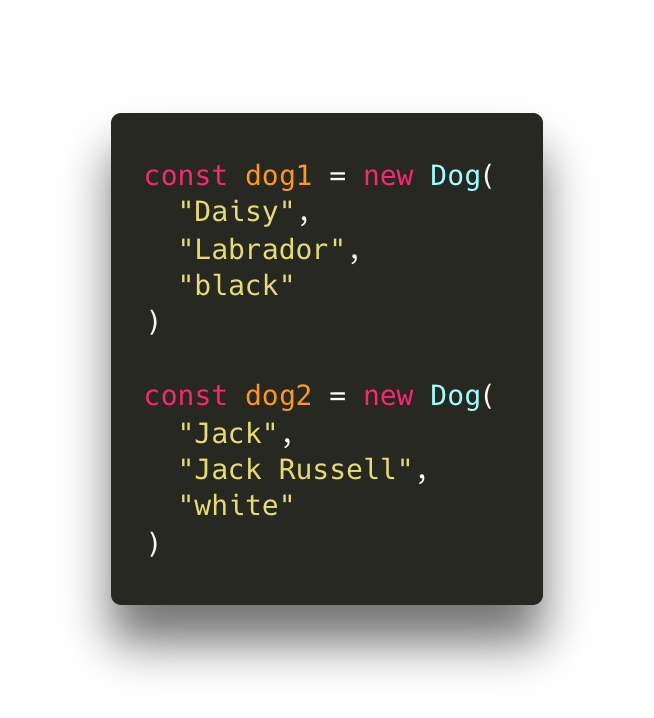 const dog1 = new Dog(
  "Daisy",
  "Labrador",
  "black"
)

const dog2 = new Dog(
  "Jack",
  "Jack Russell",
  "white"
)